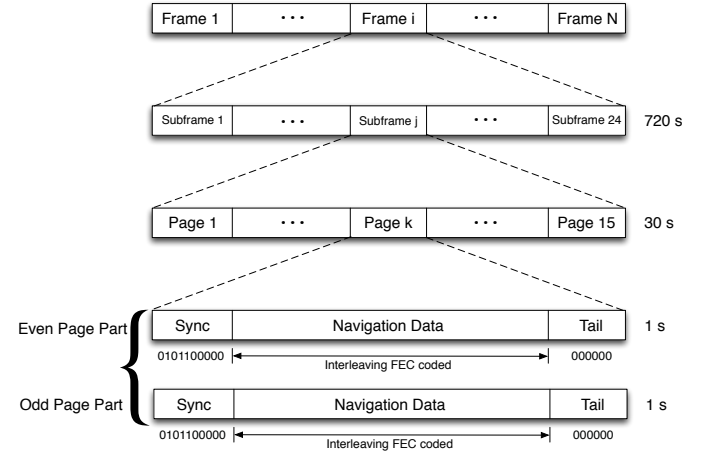 Frame 1 • • • Frame i • • • Frame N
Subframe 1 • • • Subframe j • • • Subframe 24 720 s
Page 1 • • • Page k • • • Page 15 30 s
Even Page Part Sync Navigation Data Tail 1 s
0101100000 Interleaving FEC coded 000000
Odd Page Part Sync Navigation Data Tail 1 s
0101100000 Interleaving FEC coded 000000